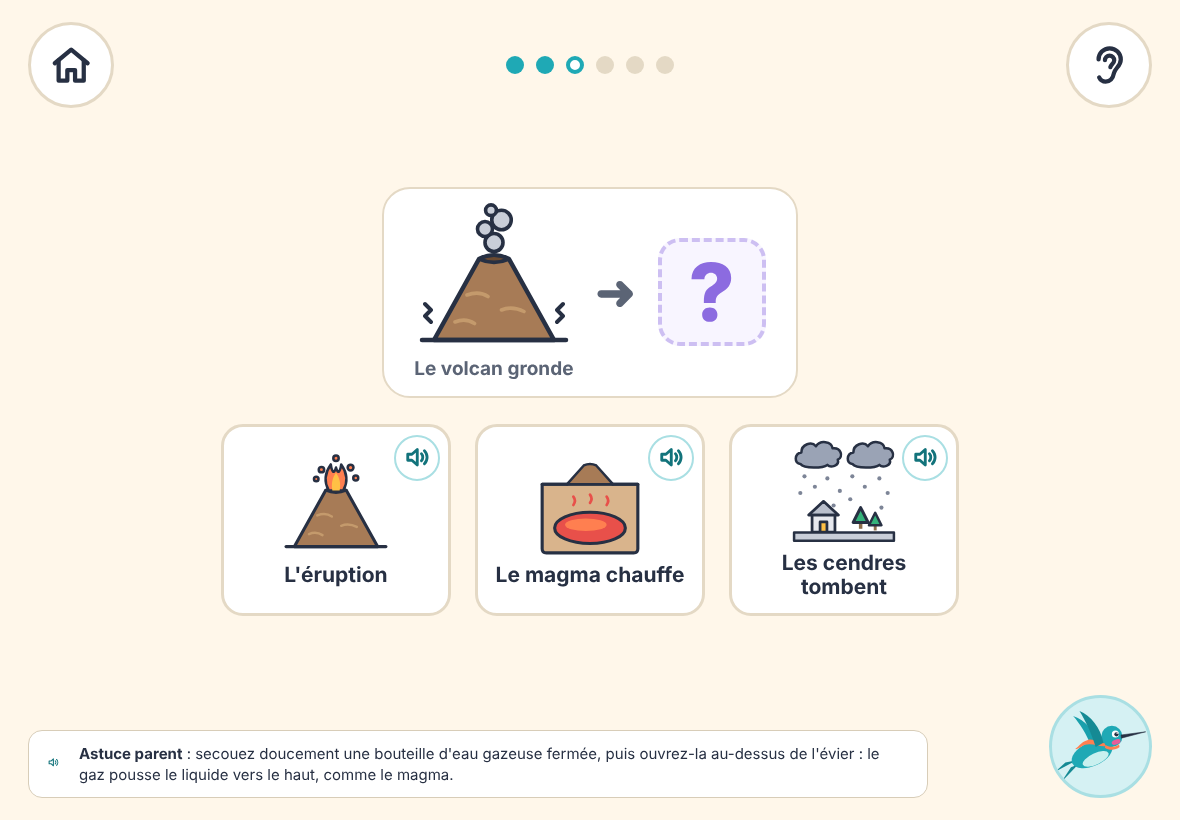 ?
Le volcan gronde
L'éruption
Le magma chauffe
Les cendres
tombent
Astuce parent : secouez doucement une bouteille d'eau gazeuse fermée, puis ouvrez-la au-dessus de l'évier : le
gaz pousse le liquide vers le haut, comme le magma.